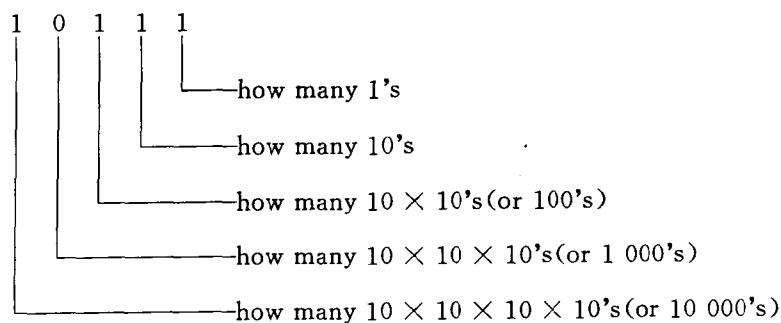 1 0 1 1 1
how many 1's
how many 10's
how many 10 × 10's(or 100's)
how many 10 × 10 × 10's(or 1 000's)
how many 10 × 10 × 10 × 10's(or 10 000's)